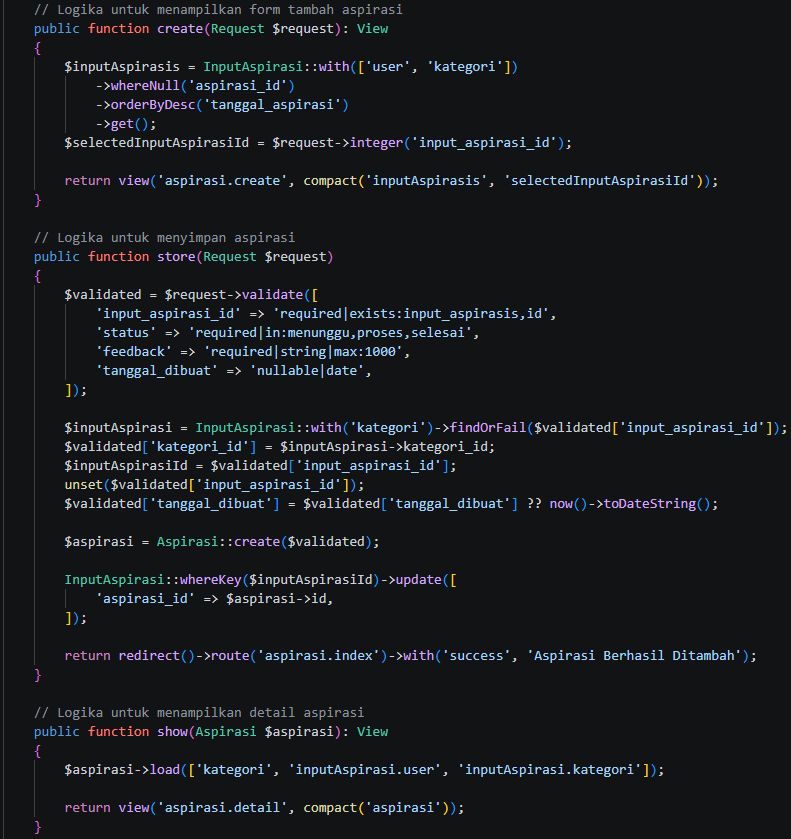 // Logika untuk menampilkan form tambah aspirasi
public function create(Request $request): View
{
    $inputAspirasis = InputAspirasi::with(['user', 'kategori'])
        ->whereNull('aspirasi_id')
        ->orderByDesc('tanggal_aspirasi')
        ->get();
    $selectedInputAspirasiId = $request->integer('input_aspirasi_id');

    return view('aspirasi.create', compact('inputAspirasis', 'selectedInputAspirasiId'));
}

// Logika untuk menyimpan aspirasi
public function store(Request $request)
{
    $validated = $request->validate([
        'input_aspirasi_id' => 'required|exists:input_aspirasis,id',
        'status' => 'required|in:menunggu,proses,selesai',
        'feedback' => 'required|string|max:1000',
        'tanggal_dibuat' => 'nullable|date',
    ]);

    $inputAspirasi = InputAspirasi::with('kategori')->findOrFail($validated['input_aspirasi_id']);
    $validated['kategori_id'] = $inputAspirasi->kategori_id;
    $inputAspirasiId = $validated['input_aspirasi_id'];
    unset($validated['input_aspirasi_id']);
    $validated['tanggal_dibuat'] = $validated['tanggal_dibuat'] ?? now()->toDateString();

    $aspirasi = Aspirasi::create($validated);

    InputAspirasi::whereKey($inputAspirasiId)->update([
        'aspirasi_id' => $aspirasi->id,
    ]);

    return redirect()->route('aspirasi.index')->with('success', 'Aspirasi Berhasil Ditambah');
}

// Logika untuk menampilkan detail aspirasi
public function show(Aspirasi $aspirasi): View
{
    $aspirasi->load(['kategori', 'inputAspirasi.user', 'inputAspirasi.kategori']);

    return view('aspirasi.detail', compact('aspirasi'));
}